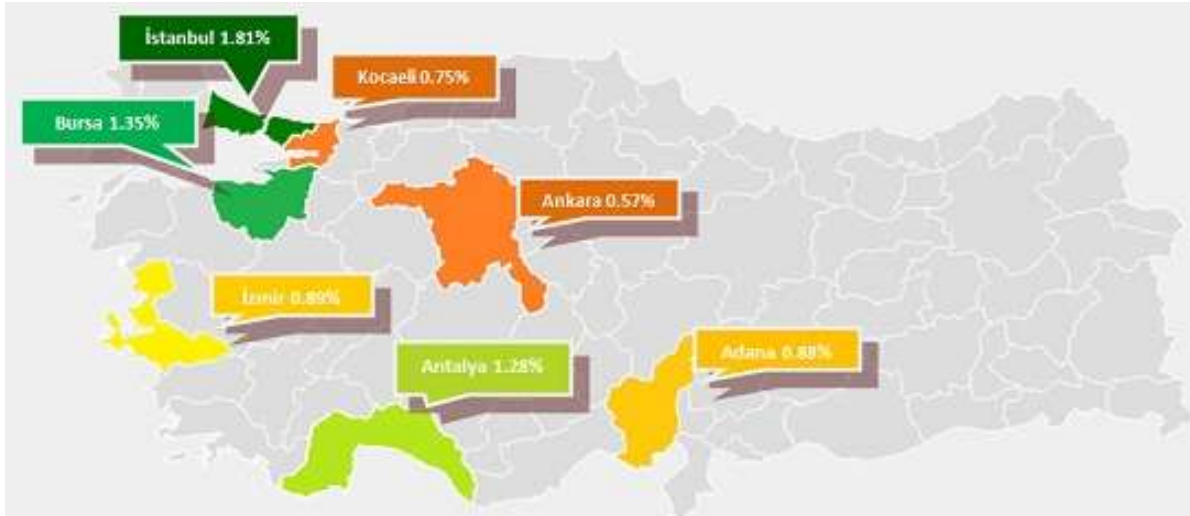 İstanbul 1.81%
Kocaeli 0.75%
Bursa 1.35%
Ankara 0.57%
İzmir 0.89%
Adana 0.88%
Antalya 1.28%